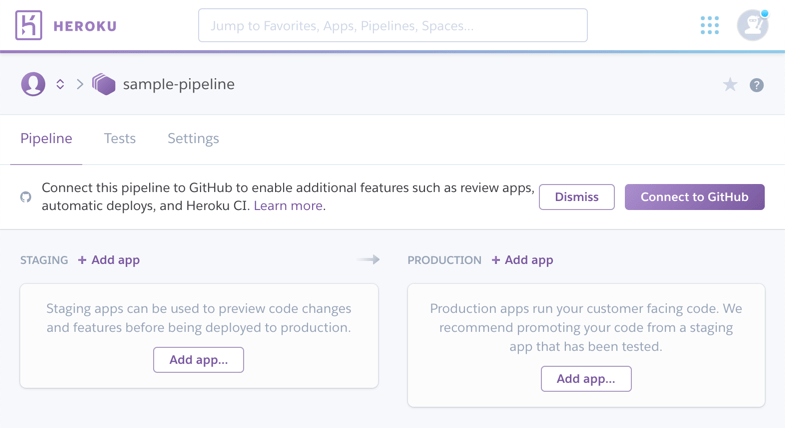 HEROKU
Jump to Favorites, Apps, Pipelines, Spaces...
sample-pipeline
?
Pipeline
Tests
Settings
Connect this pipeline to GitHub to enable additional features such as review apps,
automatic deploys, and Heroku CI. Learn more.
Dismiss
Connect to GitHub
STAGING + Add app
PRODUCTION + Add app
Staging apps can be used to preview code changes
and features before being deployed to production.
Add app...
Production apps run your customer facing code. We
recommend promoting your code from a staging
app that has been tested.
Add app...